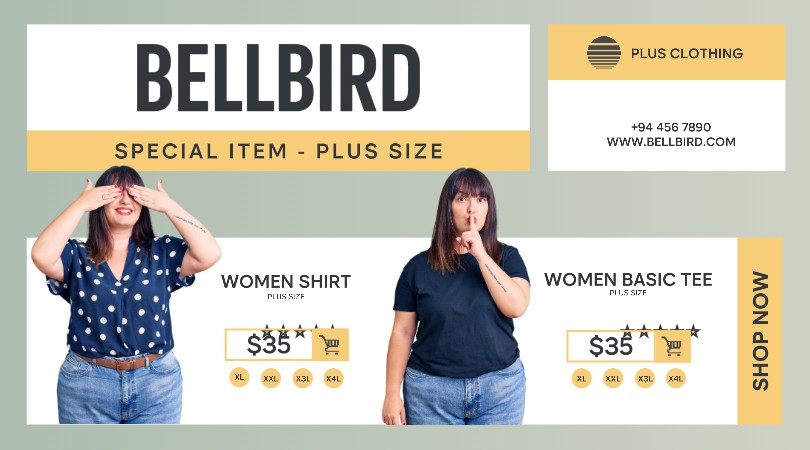 BELLBIRD
SPECIAL ITEM - PLUS SIZE
PLUS CLOTHING
+94 456 7890
WWW.BELLBIRD.COM
WOMEN SHIRT
PLUS SIZE
$35
XL XXL X3L X4L
WOMEN BASIC TEE
PLUS SIZE
$35
XL XXL X3L X4L
SHOP NOW